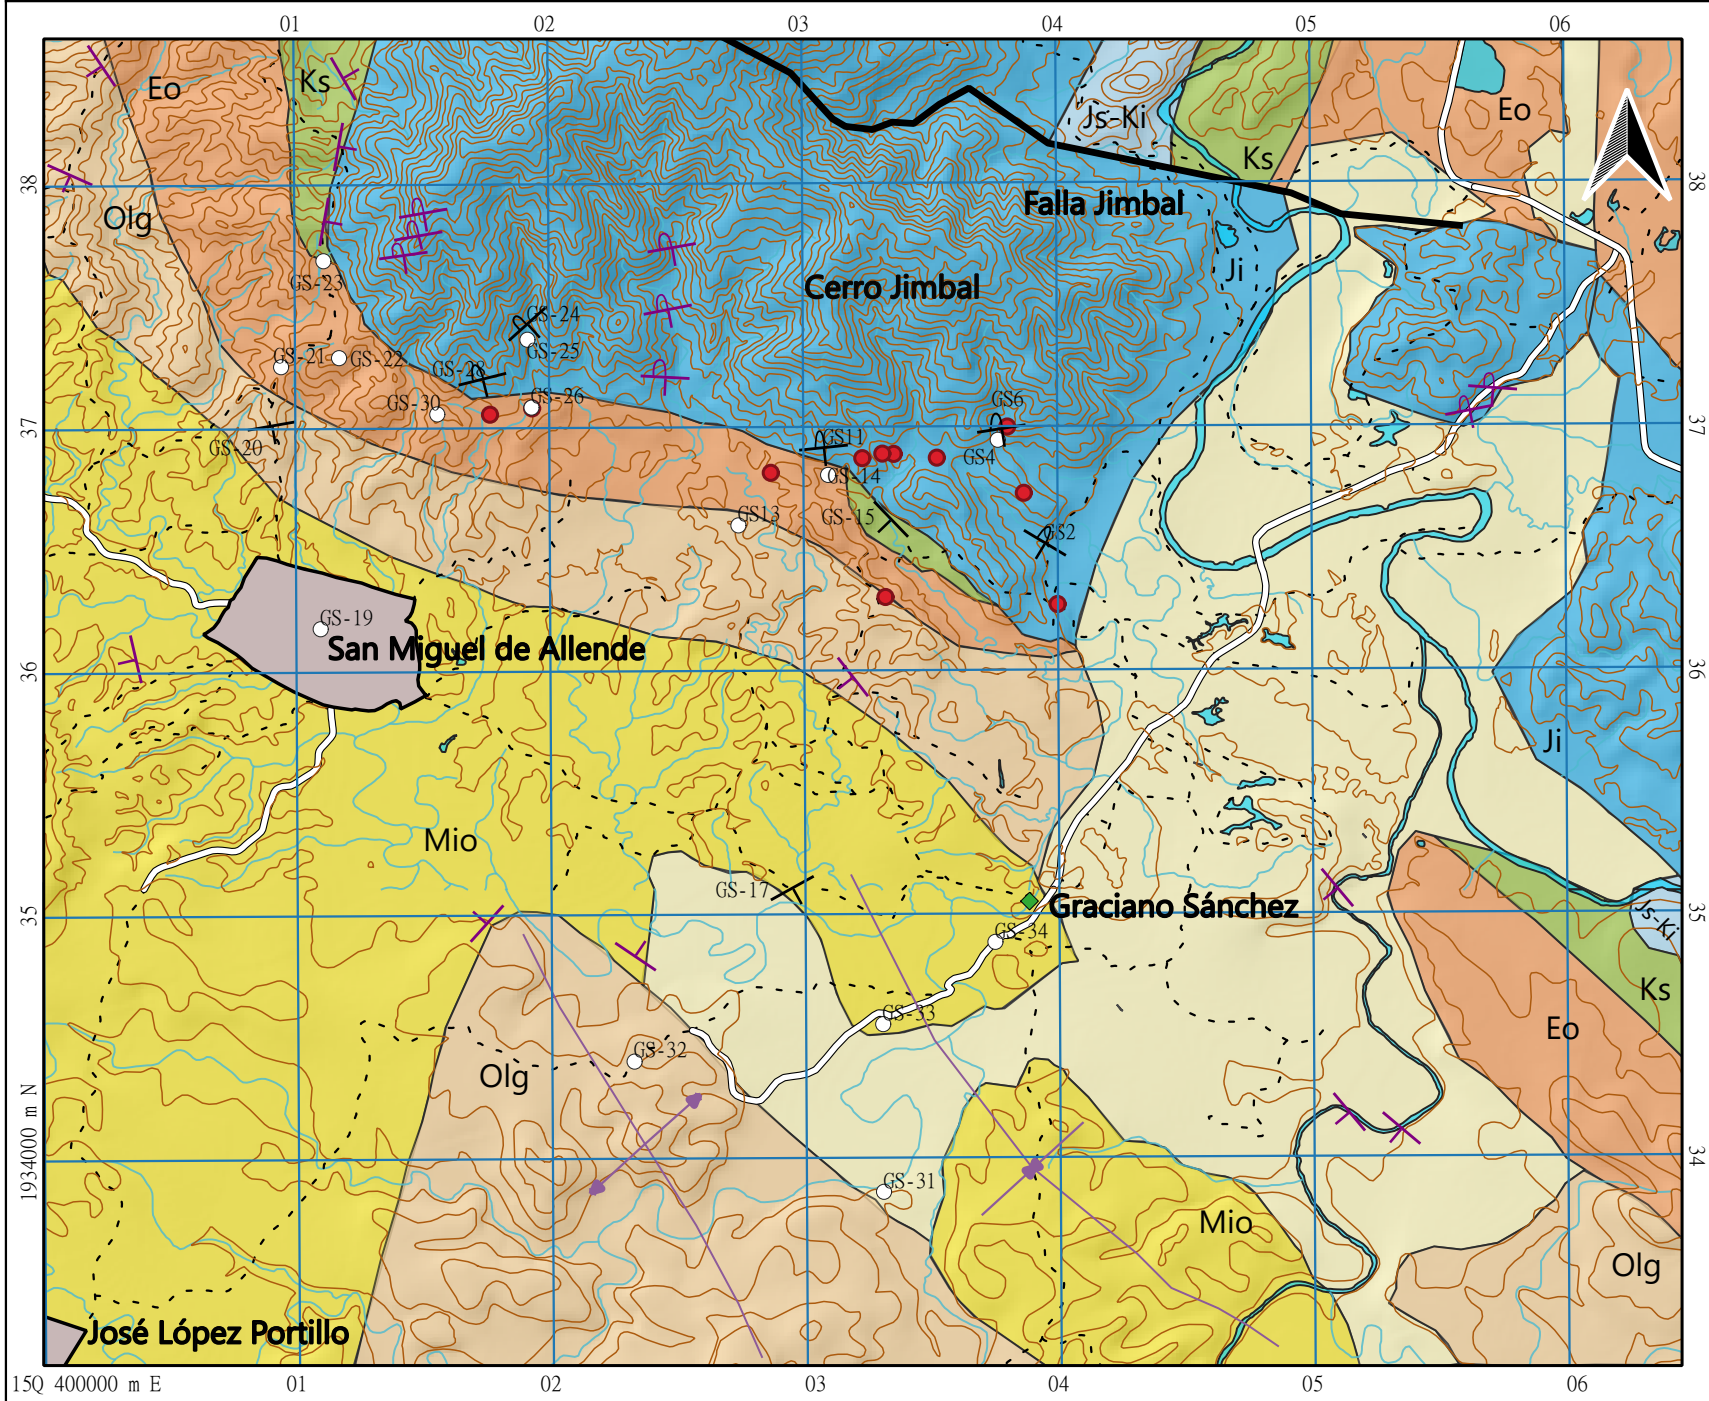 01 02 03 04 05 06
Eo
Ks
Js-Ki
Eo
Ks
38
38
Falla Jimbal
Olg
Ji
GS-23
Cerro Jimbal
GS-24
GS-25
GS-21
GS-22
GS-28
GS-26
GS-30
GS6
37
37
GS-20
GS11
GS4
GS-14
GS13
GS-15
GS2
GS-19
San Miguel de Allende
36
36
Ji
Mio
GS-17
Graciano Sánchez
35
35
Js-Ki
GS-34
Ks
GS-33
Eo
GS-32
Olg
1934000 m N
34
GS-31
Mio
Olg
José López Portillo
15Q 400000 m E 01 02 03 04 05 06